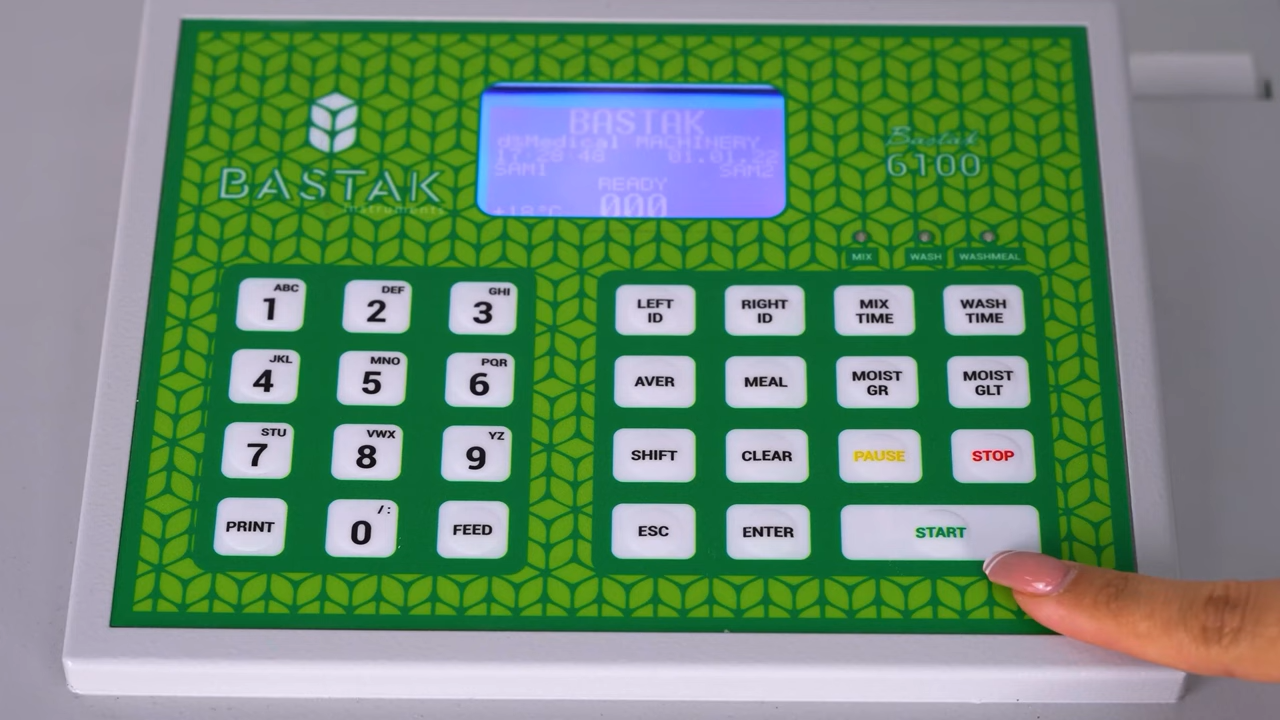 BASTAK
instruments
BASTAK
MACHINERY
17:28 48 01.01.22
SAM1 SAM2
READY
+18°C 000
Bastak
6100
MIX WASH WASHMEAL
ABC DEF GHI
1 2 3
JKL MNO PQR
4 5 6
STU VWX YZ
7 8 9
/ :
PRINT 0 FEED
LEFT ID RIGHT ID MIX TIME WASH TIME
AVER MEAL MOIST GR MOIST GLT
SHIFT CLEAR PAUSE STOP
ESC ENTER START